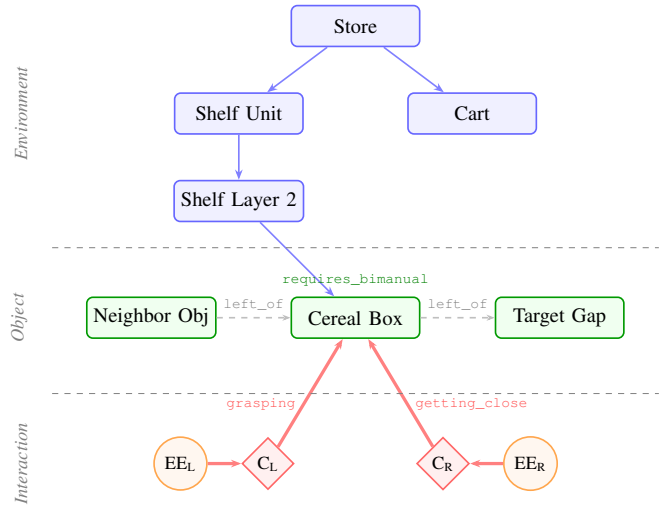 Store
Environment
Shelf Unit
Cart
Shelf Layer 2
requires_bimanual
Object
Neighbor Obj
left_of
Cereal Box
left_of
Target Gap
grasping
getting_close
Interaction
EE_L
C_L
C_R
EE_R